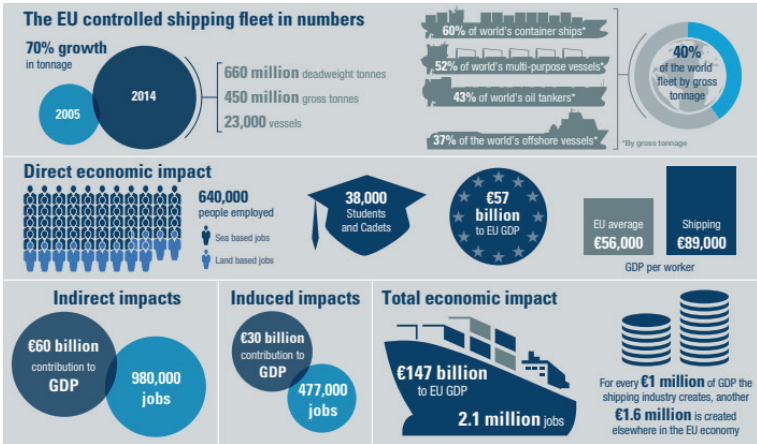 The EU controlled shipping fleet in numbers
70% growth
in tonnage
2005
2014
660 million deadweight tonnes
450 million gross tonnes
23,000 vessels
60% of world's container ships*
52% of world's multi-purpose vessels*
43% of world's oil tankers*
37% of the world's offshore vessels*
40%
of the world
fleet by gross
tonnage
*By gross tonnage
Direct economic impact
640,000
people employed
Sea based jobs
Land based jobs
38,000
Students
and Cadets
€57
billion
to EU GDP
EU average
€56,000
Shipping
€89,000
GDP per worker
Indirect impacts
€60 billion
contribution to
GDP
980,000
jobs
Induced impacts
€30 billion
contribution to
GDP
477,000
jobs
Total economic impact
€147 billion
to EU GDP
2.1 million jobs
For every €1 million of GDP the
shipping industry creates, another
€1.6 million is created
elsewhere in the EU economy